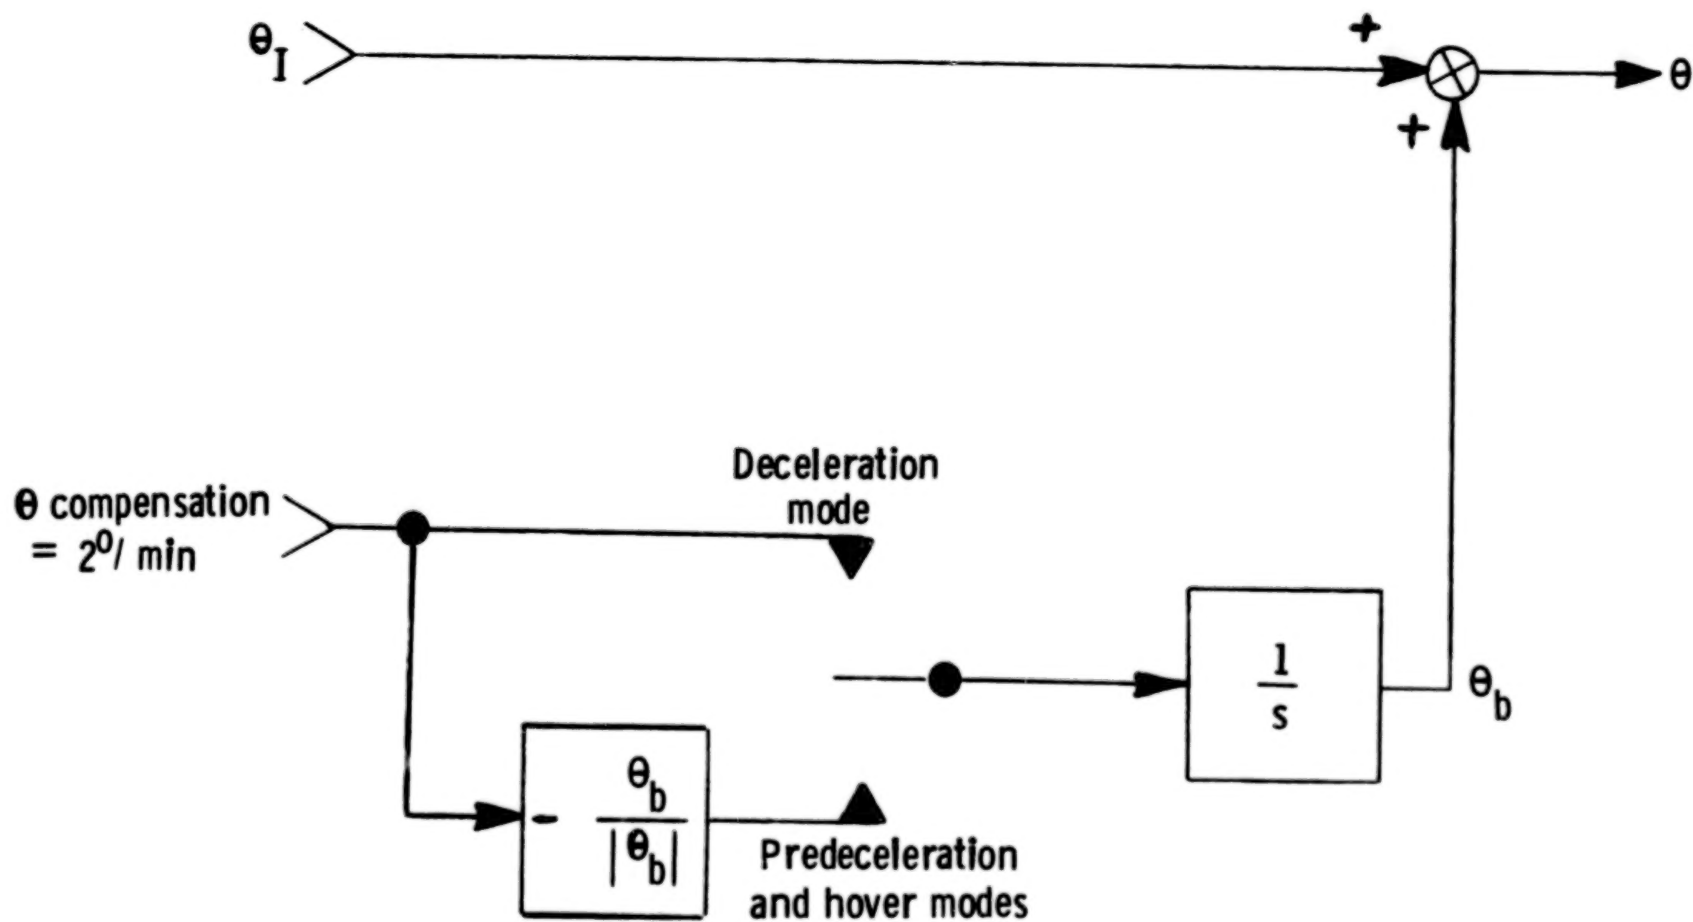 θI
+
θ
+
Deceleration
mode
θ compensation
= 2⁰/ min
1
s
θb
- θb
|θb|
Predeceleration
and hover modes